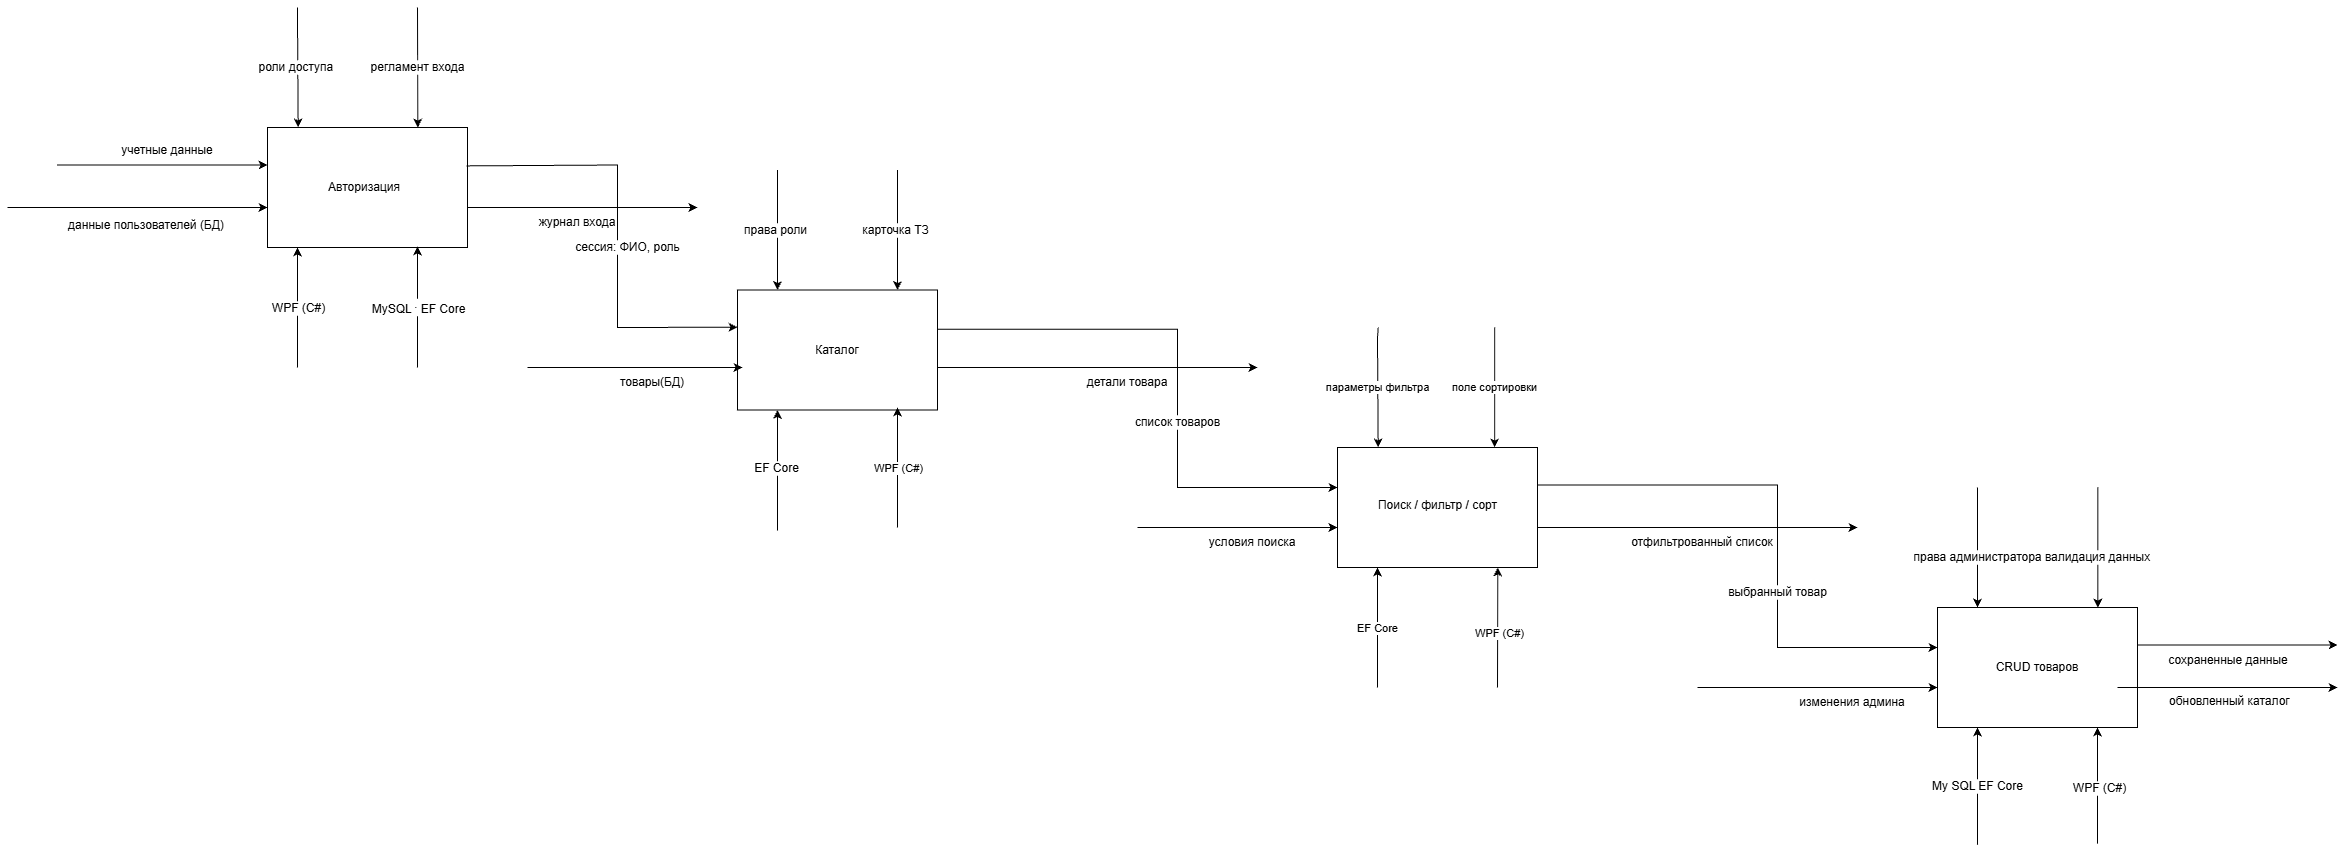 роли доступа
регламент входа
учетные данные
Авторизация
данные пользователей (БД)
журнал входа
сессия: ФИО, роль
WPF (C#)
MySQL · EF Core
права роли
карточка ТЗ
Каталог
товары(БД)
детали товара
список товаров
EF Core
WPF (C#)
параметры фильтра
поле сортировки
Поиск / фильтр / сорт
условия поиска
отфильтрованный список
выбранный товар
EF Core
WPF (C#)
права администратора
валидация данных
CRUD товаров
изменения админа
сохраненные данные
обновленный каталог
My SQL EF Core
WPF (C#)